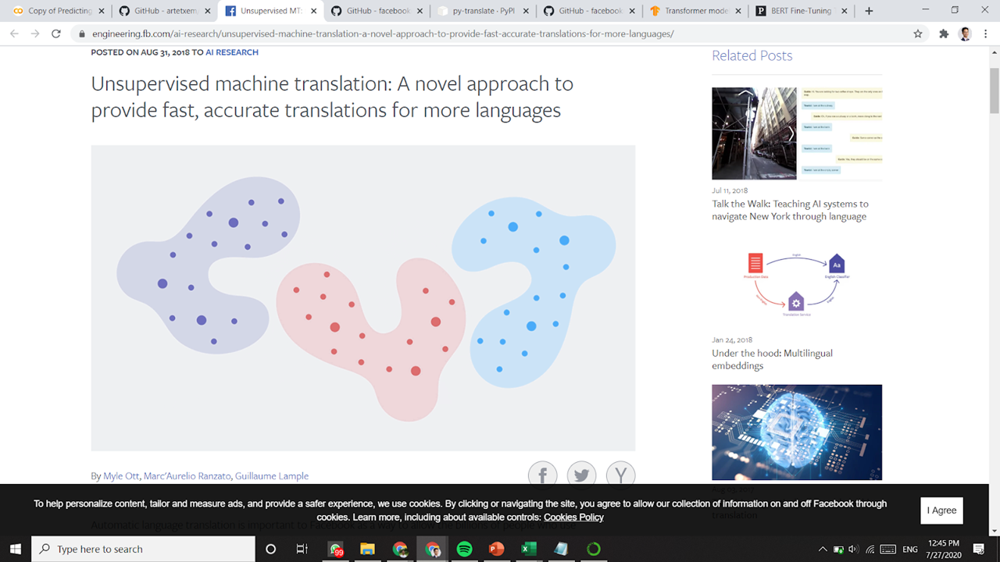 Copy of Predicting
GitHub - artetxem
Unsupervised MT:
GitHub - facebook
py-translate · PyPI
GitHub - facebook
Transformer mode
BERT Fine-Tuning
engineering.fb.com/ai-research/unsupervised-machine-translation-a-novel-approach-to-provide-fast-accurate-translations-for-more-languages/
POSTED ON AUG 31, 2018 TO AI RESEARCH
Unsupervised machine translation: A novel approach to
provide fast, accurate translations for more languages
By Myle Ott, Marc'Aurelio Ranzato, Guillaume Lample
Related Posts
Jul 11, 2018
Talk the Walk: Teaching AI systems to
navigate New York through language
English
Production Data
Aa
English Classifier
Translation Service
English
Jan 24, 2018
Under the hood: Multilingual
embeddings
translation
To help personalize content, tailor and measure ads, and provide a safer experience, we use cookies. By clicking or navigating the site, you agree to allow our collection of information on and off Facebook through
cookies. Learn more, including about available controls: Cookies Policy
I Agree
Automatic language translation is important to Facebook as a way to allow the billions of people who use
Type here to search
99
ENG
12:45 PM
7/27/2020